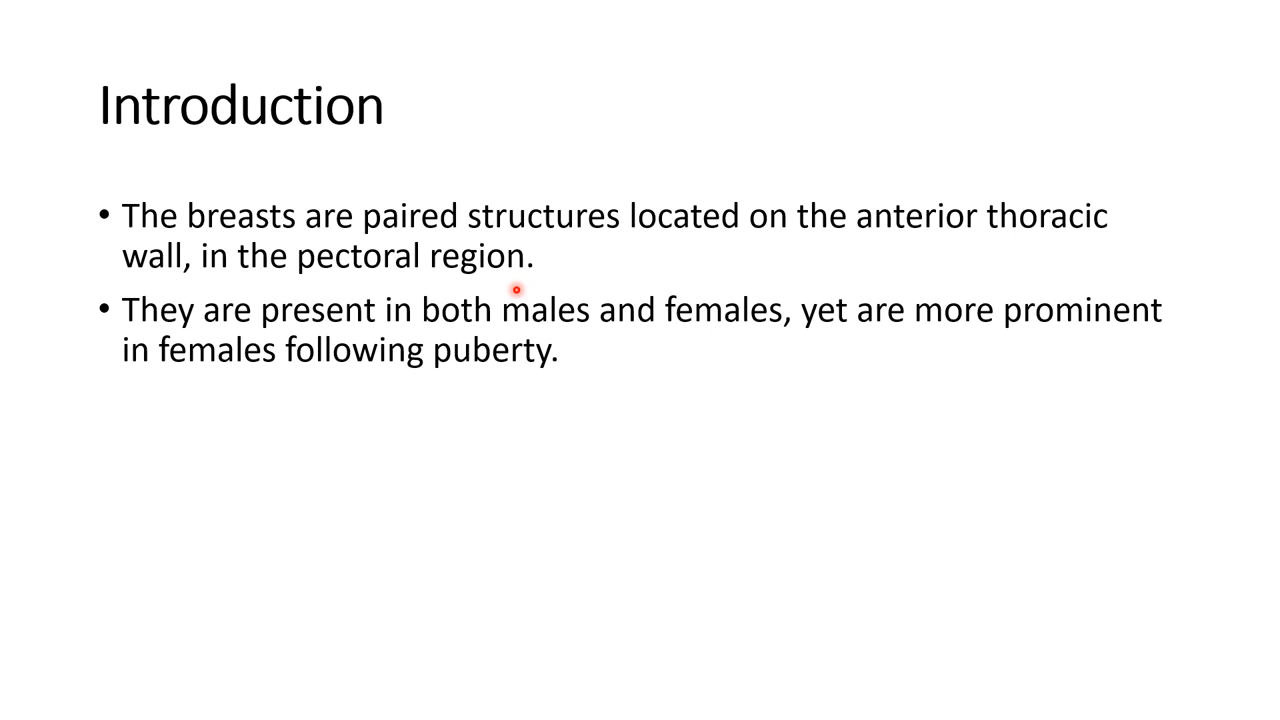 Introduction
• The breasts are paired structures located on the anterior thoracic
wall, in the pectoral region.
• They are present in both males and females, yet are more prominent
in females following puberty.